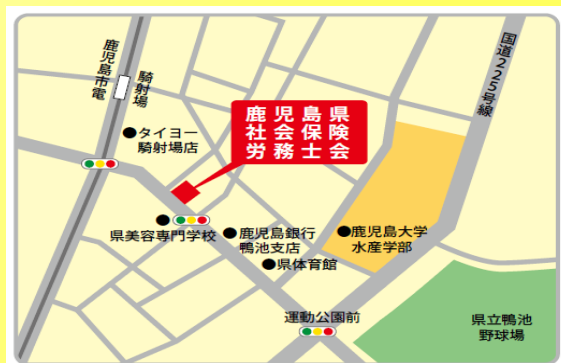 鹿児島市電
騎射場
国道225号線
鹿児島県
社会保険
労務士会
●タイヨー
騎射場店
県美容専門学校
●鹿児島銀行
鴨池支店
●県体育館
●鹿児島大学
水産学部
運動公園前
県立鴨池
野球場